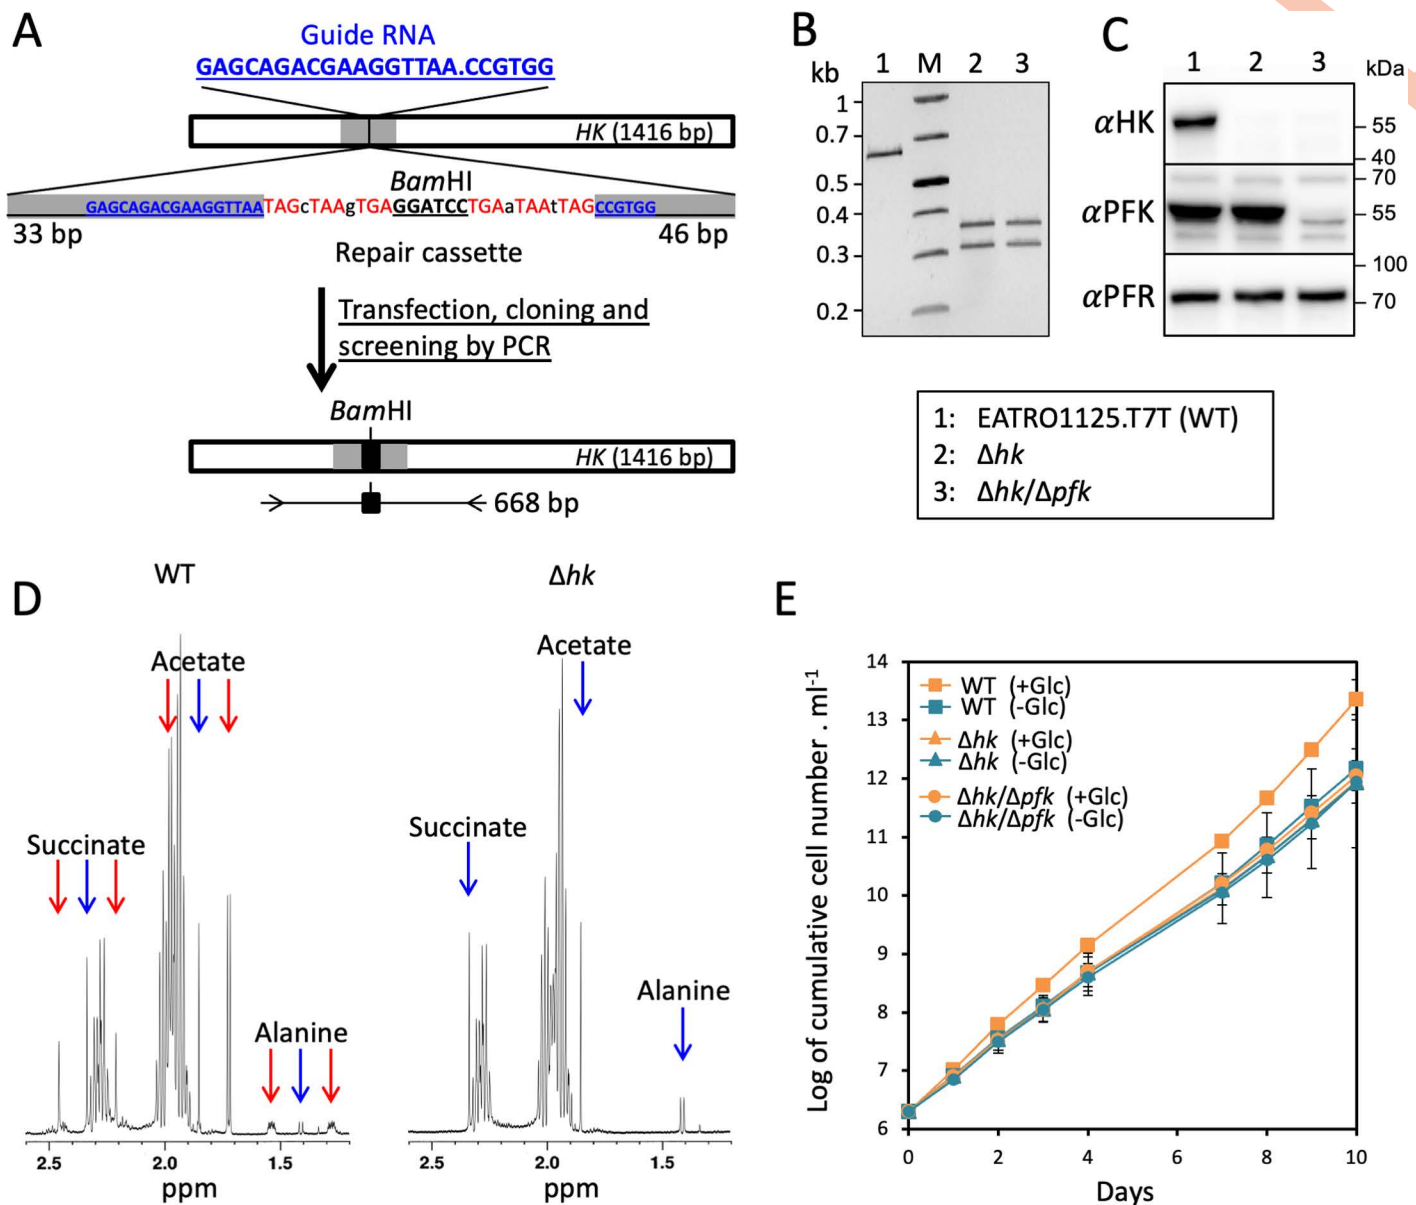 A
Guide RNA
GAGCAGACGAAGGTTAA.CCGTGG
HK (1416 bp)
BamHI
GAGCAGACGAAGGTTAATAGcTAAgTGAGGATCCTGAaTAAtTAGCCGTGG
33 bp
46 bp
Repair cassette
Transfection, cloning and
screening by PCR
BamHI
HK (1416 bp)
668 bp
B
kb
1 M 2 3
1
0.7
0.5
0.4
0.3
0.2
C
1 2 3
kDa
αHK
55
40
αPFK
70
55
αPFR
100
70
1: EATRO1125.T7T (WT)
2: Δhk
3: Δhk/Δpfk
D
WT
Acetate
Succinate
Alanine
2.5 2.0 1.5
ppm
Δhk
Acetate
Succinate
Alanine
2.5 2.0 1.5
ppm
E
Log of cumulative cell number . ml-1
14
13
12
11
10
9
8
7
6
WT (+Glc)
WT (-Glc)
Δhk (+Glc)
Δhk (-Glc)
Δhk/Δpfk (+Glc)
Δhk/Δpfk (-Glc)
0 2 4 6 8 10
Days